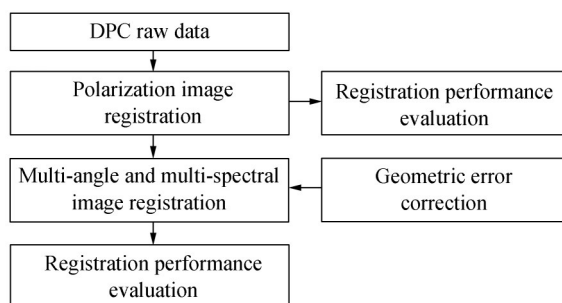 DPC raw data
Polarization image
registration
Registration performance
evaluation
Multi-angle and multi-spectral
image registration
Geometric error
correction
Registration performance
evaluation